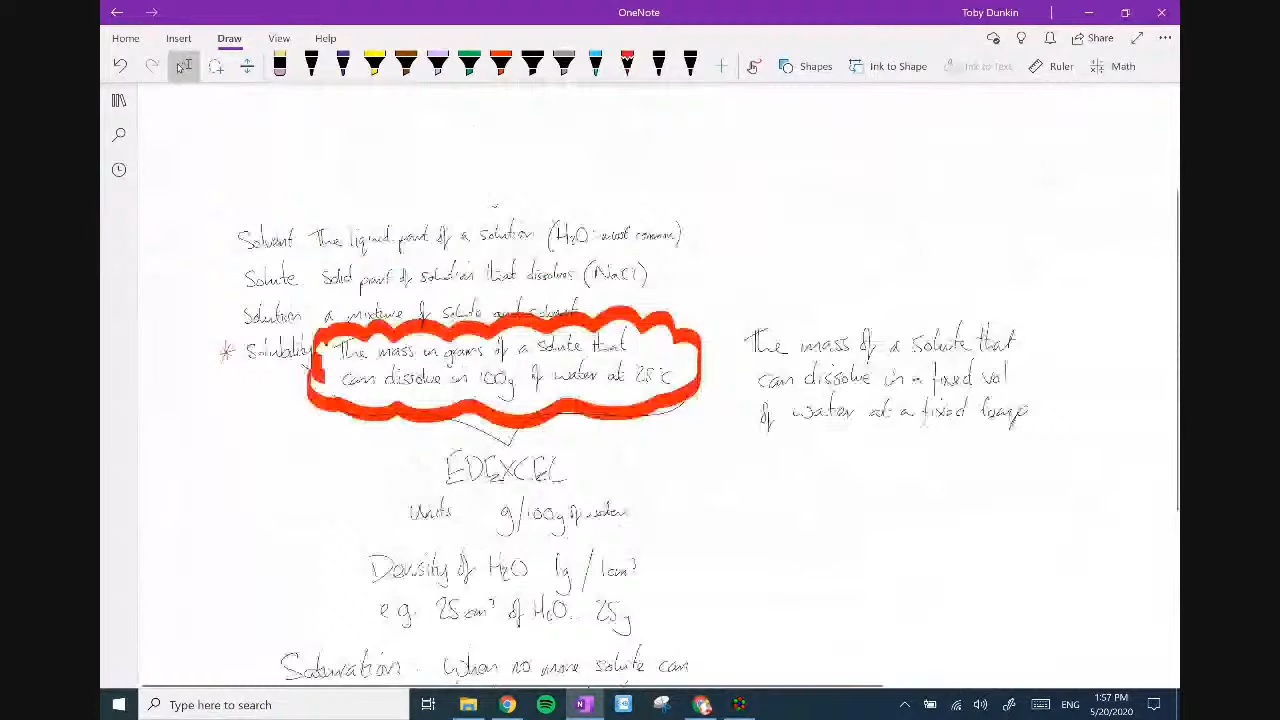 OneNote
Toby Dunkin
Home Insert Draw View Help
Share
Shapes Ink to Shape Ink to Text Ruler Math
Solvent The liquid part of a solution (H2O - most common)
Solute Solid part of solution that dissolves (NaCl)
Solution a mixture of solute and solvent
* Solubility The mass in grams of a solute that
can dissolve in 100g of water at 25°C
The mass of a solute that
can dissolve in a fixed vol
of water at a fixed temp
EDEXCEL
Units g/100g of water
Density of H2O 1g/1cm3
e.g. 25cm3 of H2O. 25g
Saturation. When no more solute can
Type here to search
ENG
1:57 PM
5/20/2020